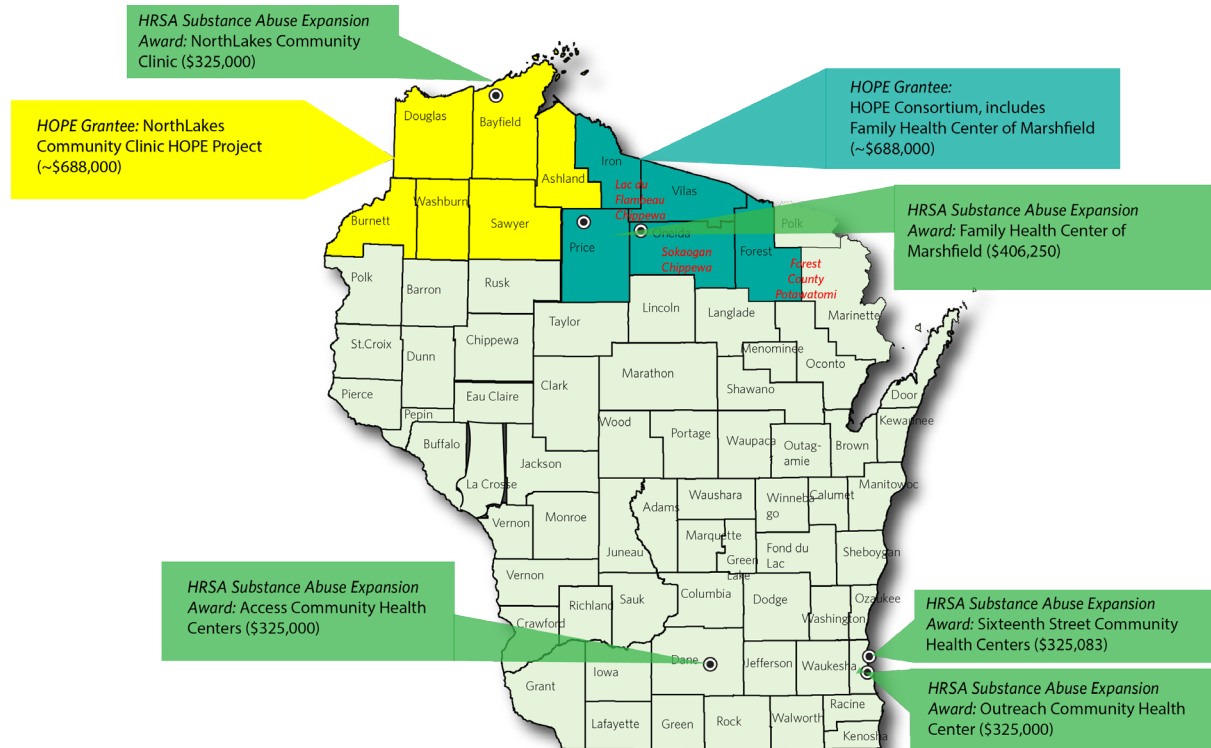 HRSA Substance Abuse Expansion
Award: NorthLakes Community
Clinic ($325,000)
HOPE Grantee: NorthLakes
Community Clinic HOPE Project
(~$688,000)
HOPE Grantee:
HOPE Consortium, includes
Family Health Center of Marshfield
(~$688,000)
HRSA Substance Abuse Expansion
Award: Family Health Center of
Marshfield ($406,250)
Douglas
Bayfield
Iron
Ashland
Lac du
Flambeau
Chippewa
Vilas
Burnett
Washburn
Sawyer
Price
Oneida
Polk
Sokaogan
Chippewa
Forest
Forest
County
Potawatomi
Polk
Barron
Rusk
Taylor
Lincoln
Langlade
Marinette
St.Croix
Dunn
Chippewa
Menominee
Oconto
Marathon
Shawano
Clark
Pierce
Eau Claire
Door
Pepin
Wood
Kewaunee
Buffalo
Portage
Waupaca
Outag-
amie
Brown
Jackson
La Crosse
Manitowoc
Adams
Waushara
Winneba
go
Calumet
Vernon
Monroe
Juneau
Marquette
Green
Lake
Fond du
Lac
Sheboygan
Vernon
Richland
Sauk
Columbia
Dodge
Ozaukee
Washington
Crawford
HRSA Substance Abuse Expansion
Award: Access Community Health
Centers ($325,000)
HRSA Substance Abuse Expansion
Award: Sixteenth Street Community
Health Centers ($325,083)
Dane
Jefferson
Waukesha
Iowa
Grant
HRSA Substance Abuse Expansion
Award: Outreach Community Health
Center ($325,000)
Lafayette
Green
Rock
Walworth
Racine
Kenosha